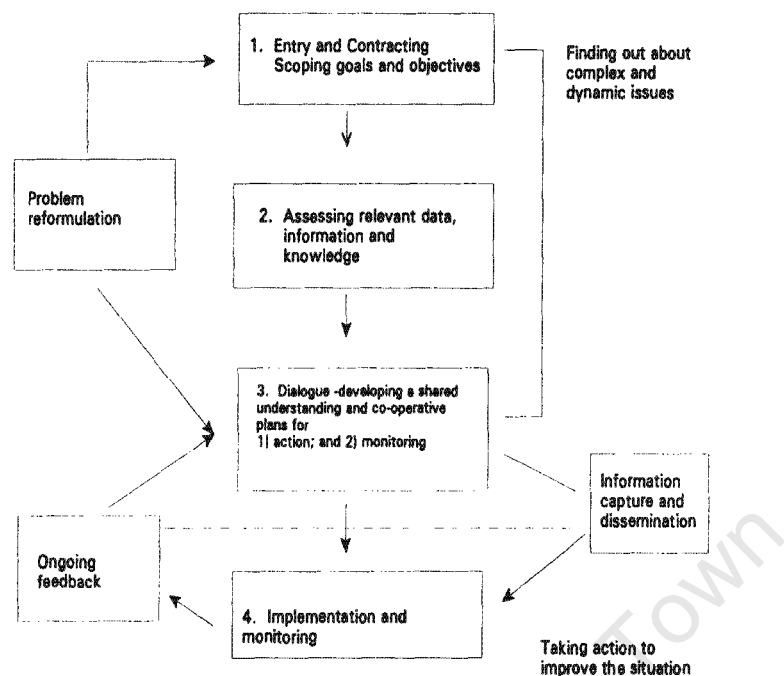 1. Entry and Contracting
Scoping goals and objectives
Finding out about
complex and
dynamic issues
Problem
reformulation
2. Assessing relevant data,
information and
knowledge
3. Dialogue -developing a shared
understanding and co-operative
plans for
1) action; and 2) monitoring
Information
capture and
dissemination
Ongoing
feedback
4. Implementation and
monitoring
Taking action to
improve the situation
Town